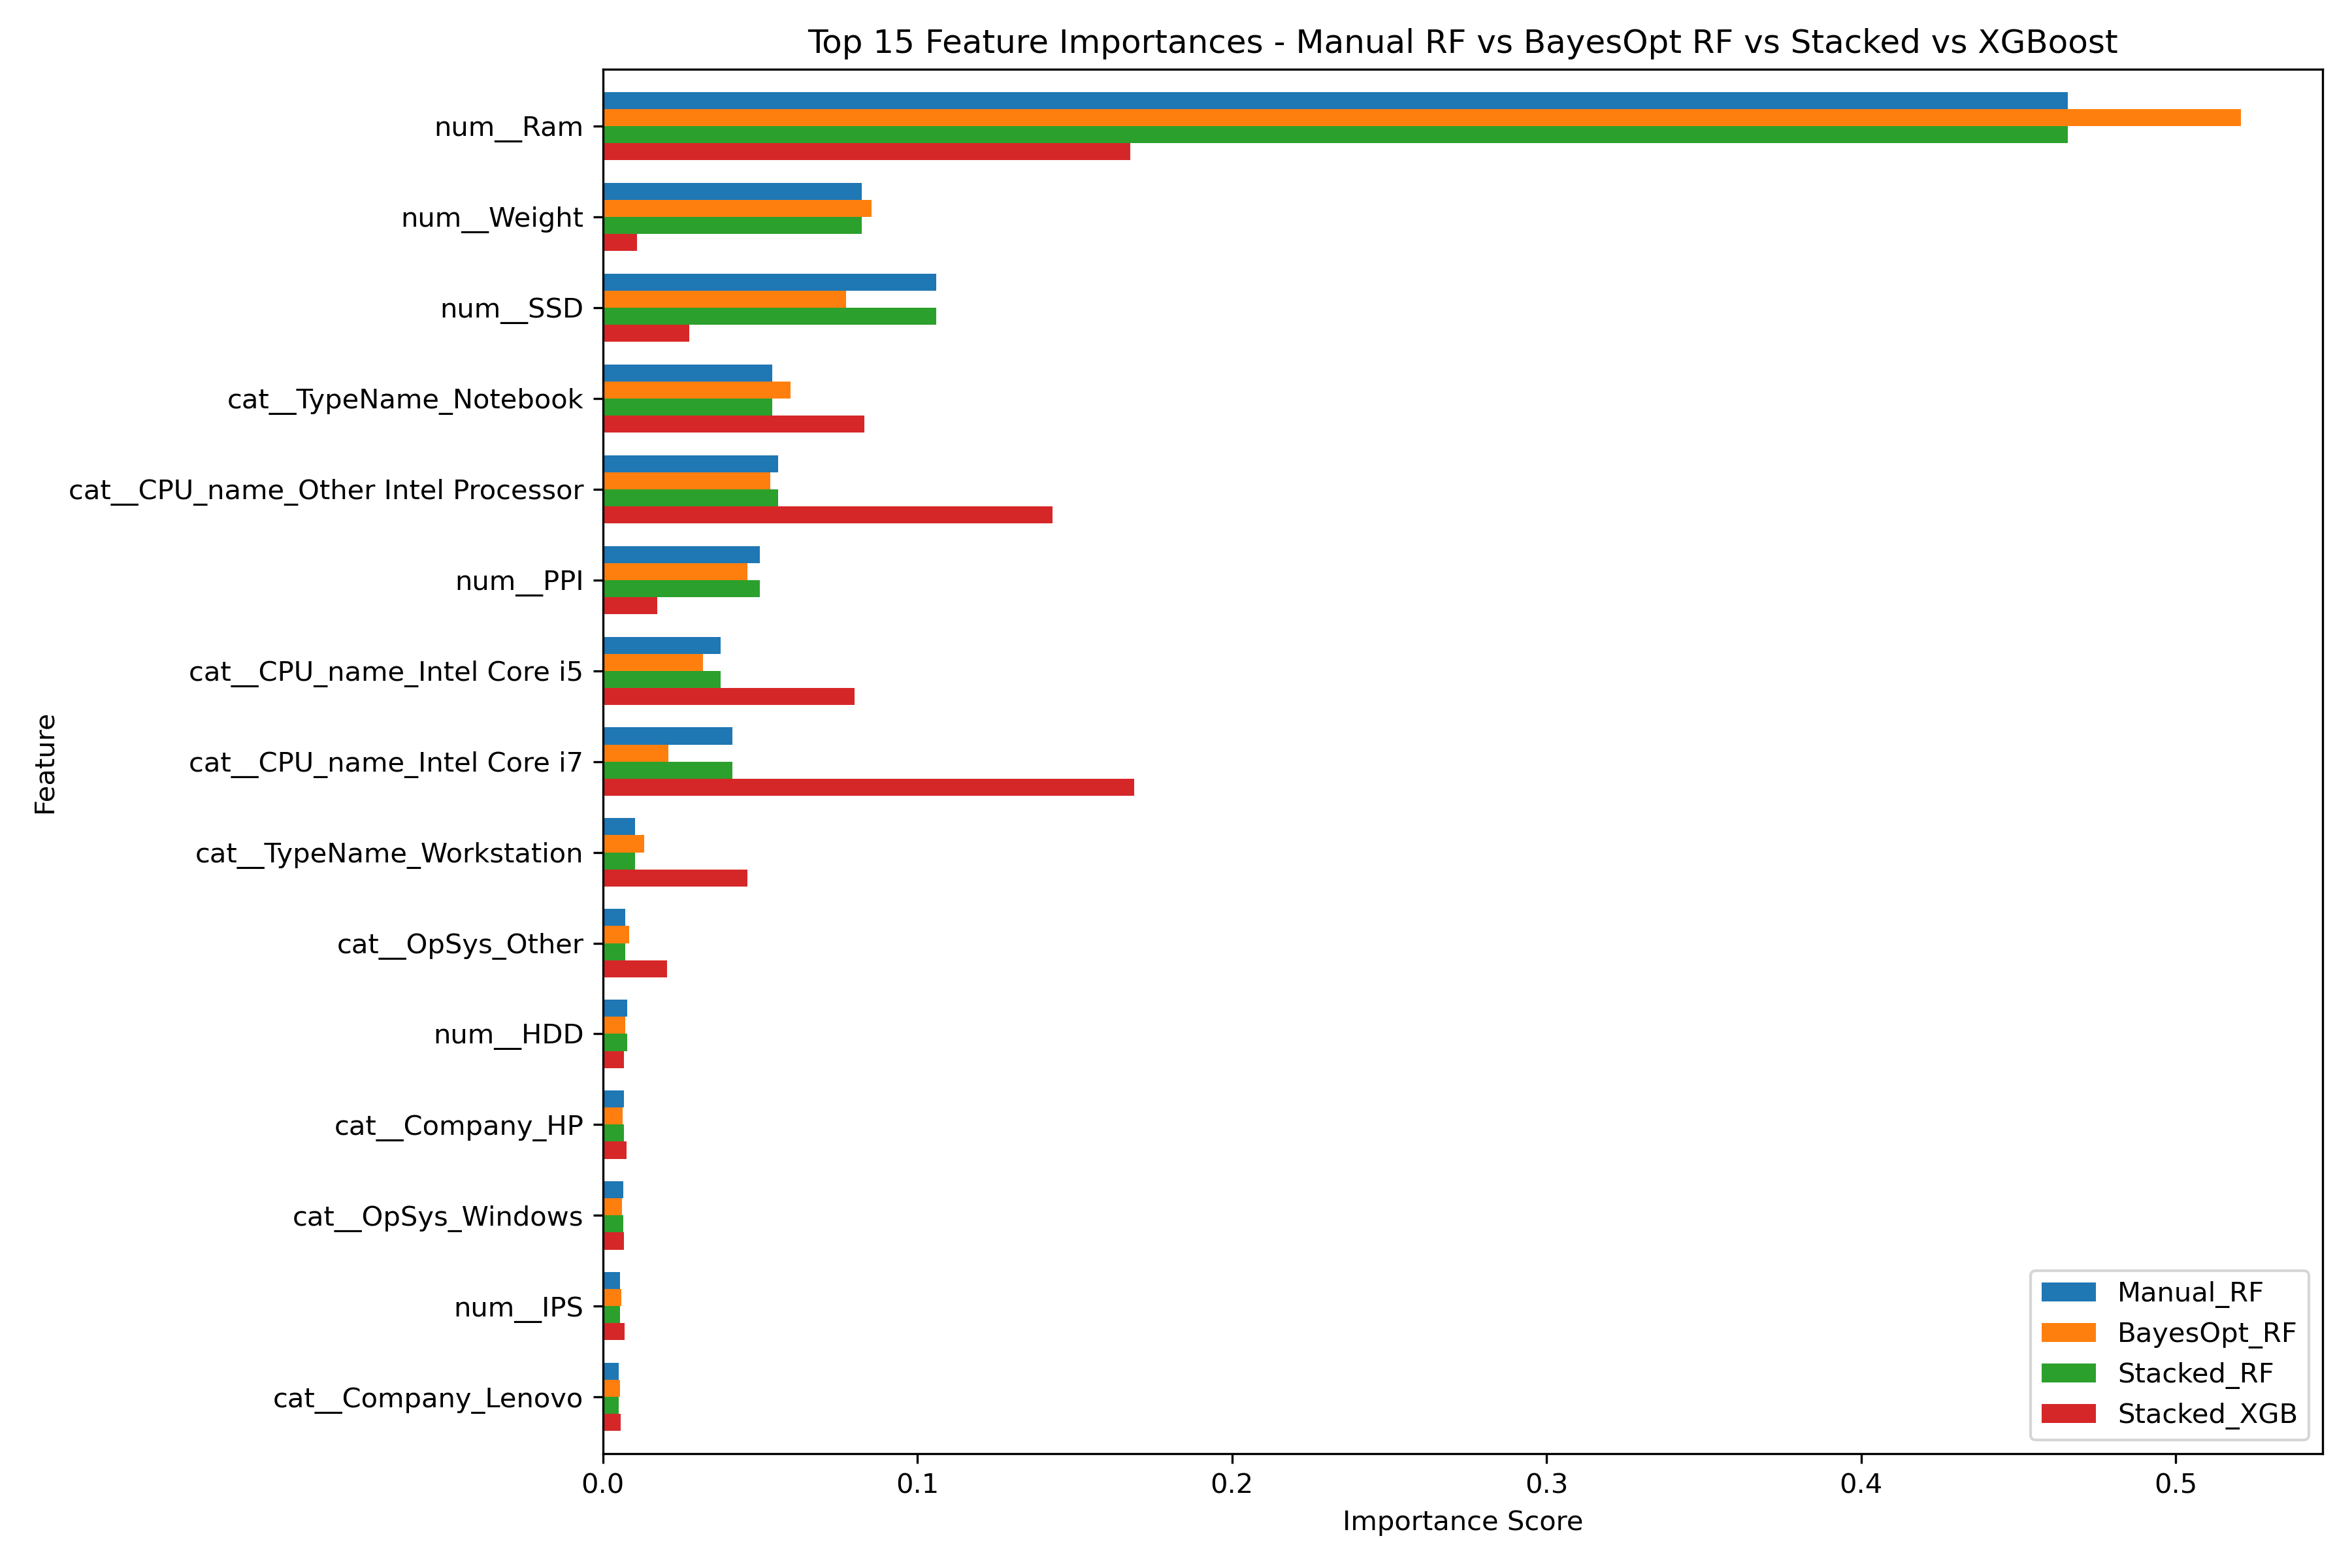 Top 15 Feature Importances - Manual RF vs BayesOpt RF vs Stacked vs XGBoost
Feature
num__Ram
num__Weight
num__SSD
cat__TypeName_Notebook
cat__CPU_name_Other Intel Processor
num__PPI
cat__CPU_name_Intel Core i5
cat__CPU_name_Intel Core i7
cat__TypeName_Workstation
cat__OpSys_Other
num__HDD
cat__Company_HP
cat__OpSys_Windows
num__IPS
cat__Company_Lenovo
Manual_RF
BayesOpt_RF
Stacked_RF
Stacked_XGB
0.0 0.1 0.2 0.3 0.4 0.5
Importance Score